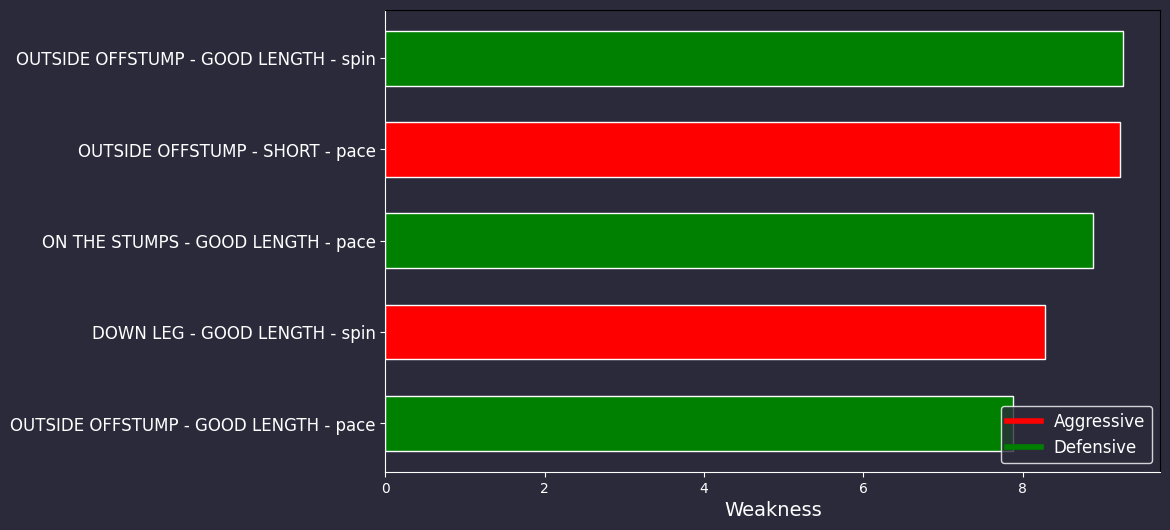 OUTSIDE OFFSTUMP - GOOD LENGTH - spin
OUTSIDE OFFSTUMP - SHORT - pace
ON THE STUMPS - GOOD LENGTH - pace
DOWN LEG - GOOD LENGTH - spin
OUTSIDE OFFSTUMP - GOOD LENGTH - pace
Aggressive
Defensive
0 2 4 6 8
Weakness